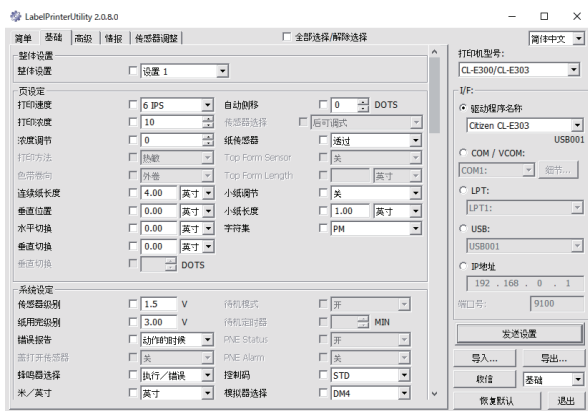 LabelPrinterUtility 2.0.8.0
简单 基础 高级 情报 传感器调整 全部选择/解除选择 简体中文
整体设置
整体设置 设置 1
页设定
打印速度 6 IPS 自动侧移 0 DOTS
打印浓度 10 传感器选择 后可调式
浓度调节 0 纸传感器 透过
打印方法 热敏 Top Form Sensor 关
色带卷向 外卷 Top Form Length 英寸
连续纸长度 4.00 英寸 小纸调节 关
垂直位置 0.00 英寸 小纸长度 1.00 英寸
水平切换 0.00 英寸 字符集 PM
垂直切换 0.00 英寸
垂直切换 DOTS
系统设定
传感器级别 1.5 V 待机模式 开
纸用完级别 3.00 V 待机定时器 MIN
错误报告 动作的时候 PNE Status 开
盖打开传感器 关 PNE Alarm 关
蜂鸣器选择 执行／错误 控制码 STD
米／英寸 英寸 模拟器选择 DM4
打印机型号:
CL-E300/CL-E303
I/F:
驱动程序名称
Citizen CL-E303
USB001
COM / VCOM:
COM1: 细节...
LPT:
LPT1:
USB:
USB001
IP地址
192 . 168 . 0 . 1
端口号: 9100
发送设置
导入... 导出...
收信 基础
恢复默认 退出